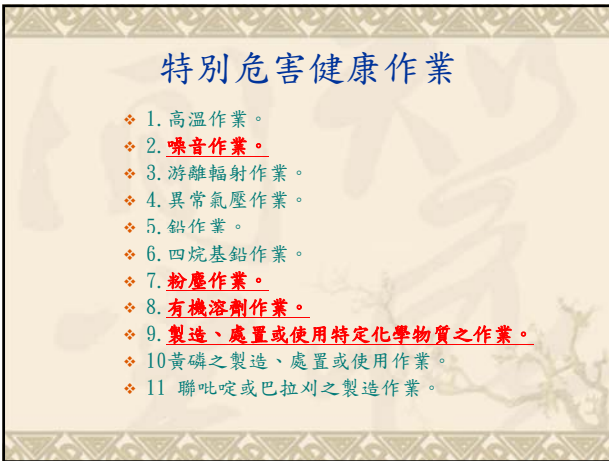 特別危害健康作業
1.高溫作業。
2.噪音作業。
3.游離輻射作業。
4.異常氣壓作業。
5.鉛作業。
6.四烷基鉛作業。
7.粉塵作業。
8.有機溶劑作業。
9.製造、處置或使用特定化學物質之作業。
10黃磷之製造、處置或使用作業。
11 聯吡啶或巴拉刈之製造作業。